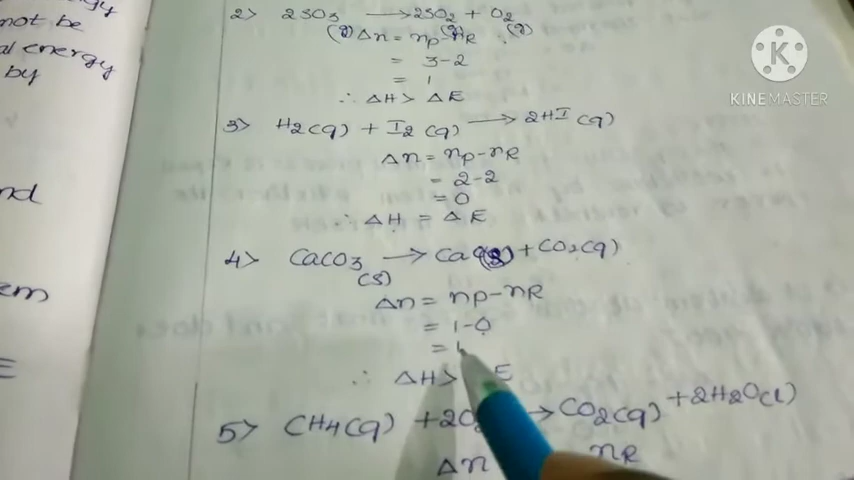 not be
al energy
by
nd
em
2> 2SO3 ⟶ 2SO2 + O2
(g) Δn = np - nR (g) (g)
= 3-2
= 1
∴ ΔH > ΔE
3> H2(g) + I2(g) ⟶ 2HI(g)
Δn = np-nR
= 2-2
= 0
∴ ΔH = ΔE
4> CaCO3 → CaO(s) + CO2(g)
(s)
Δn = np-nR
= 1-0
= 1
∴ ΔH > E
5> CH4(g) + 2O2 → CO2(g) + 2H2O(l)
Δn nR
KINEMASTER